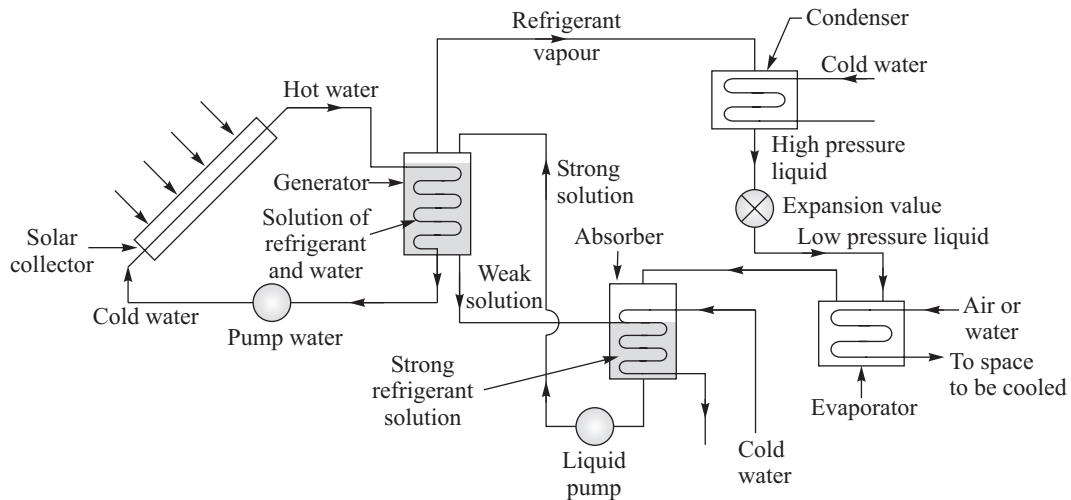 Refrigerant
vapour
Condenser
Cold water
Hot water
High pressure
liquid
Generator
Strong
solution
Expansion value
Solution of
refrigerant
and water
Solar
collector
Absorber
Low pressure liquid
Weak
solution
Cold water
Pump water
Air or
water
Strong
refrigerant
solution
To space
to be cooled
Evaporator
Liquid
pump
Cold
water